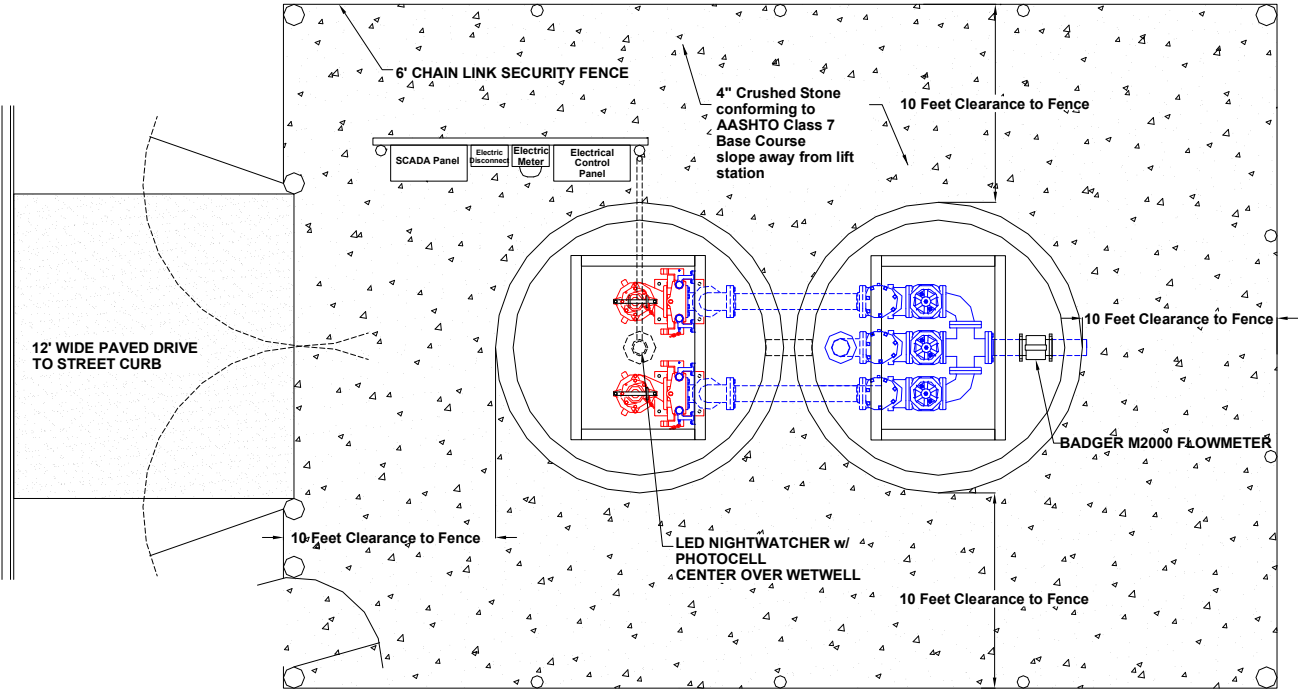 6' CHAIN LINK SECURITY FENCE
4" Crushed Stone
conforming to
AASHTO Class 7
Base Course
slope away from lift
station
10 Feet Clearance to Fence
SCADA Panel
Electric
Disconnect
Electric
Meter
Electrical
Control
Panel
10 Feet Clearance to Fence
12' WIDE PAVED DRIVE
TO STREET CURB
BADGER M2000 FLOWMETER
10 Feet Clearance to Fence
LED NIGHTWATCHER w/
PHOTOCELL
CENTER OVER WETWELL
10 Feet Clearance to Fence